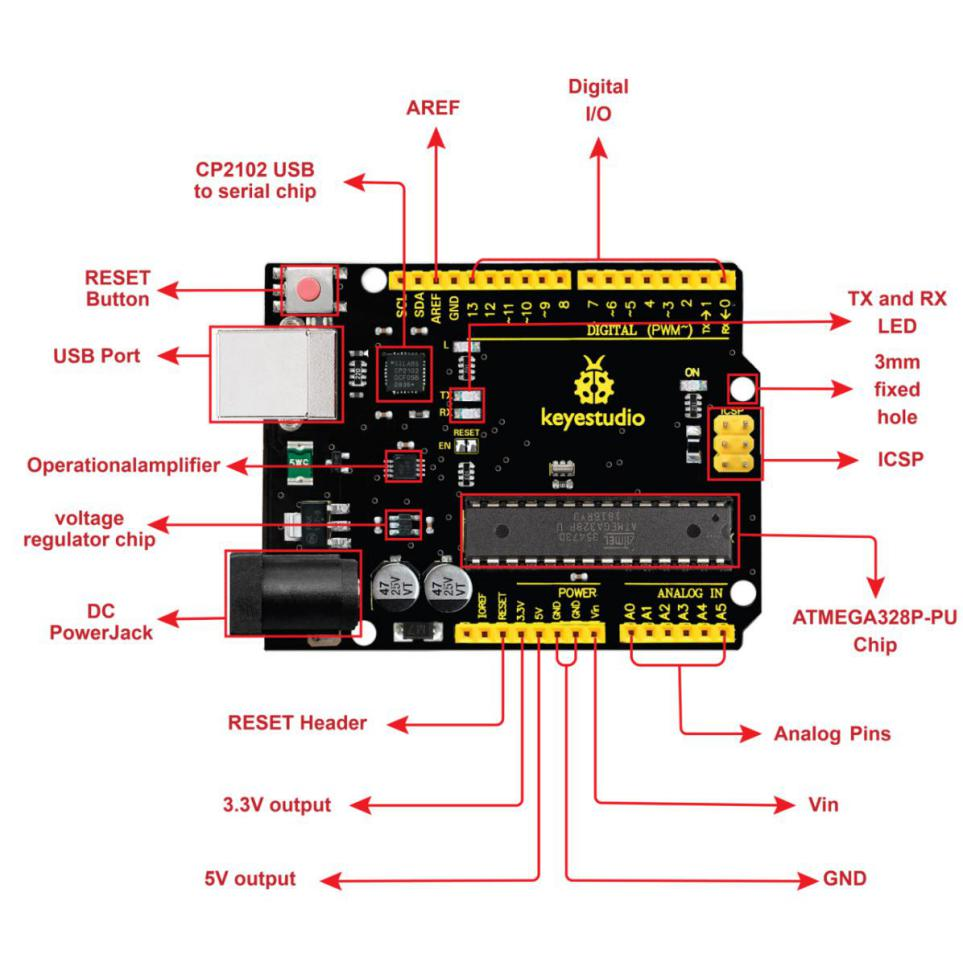 Digital
I/O
AREF
CP2102 USB
to serial chip
RESET
Button
USB Port
Operationalamplifier
voltage
regulator chip
DC
PowerJack
SCL
SDA
AREF
GND
13
12
~11
~10
~9
8
7
~6
~5
4
~3
2
TX→1
RX←0
DIGITAL (PWM~)
L
SILABS
CP2102
TX
RX
RESET
EN
keyestudio
ON
ICSP
TX and RX
LED
3mm
fixed
hole
ICSP
ATMEGA328P-PU
Chip
5WC
47
25V
VT
47
25V
VT
ATMEL
35473D
ATMEGA328P
U
POWER
ANALOG IN
IOREF
RESET
3.3V
5V
GND
GND
Vin
A0
A1
A2
A3
A4
A5
RESET Header
Analog Pins
3.3V output
Vin
5V output
GND